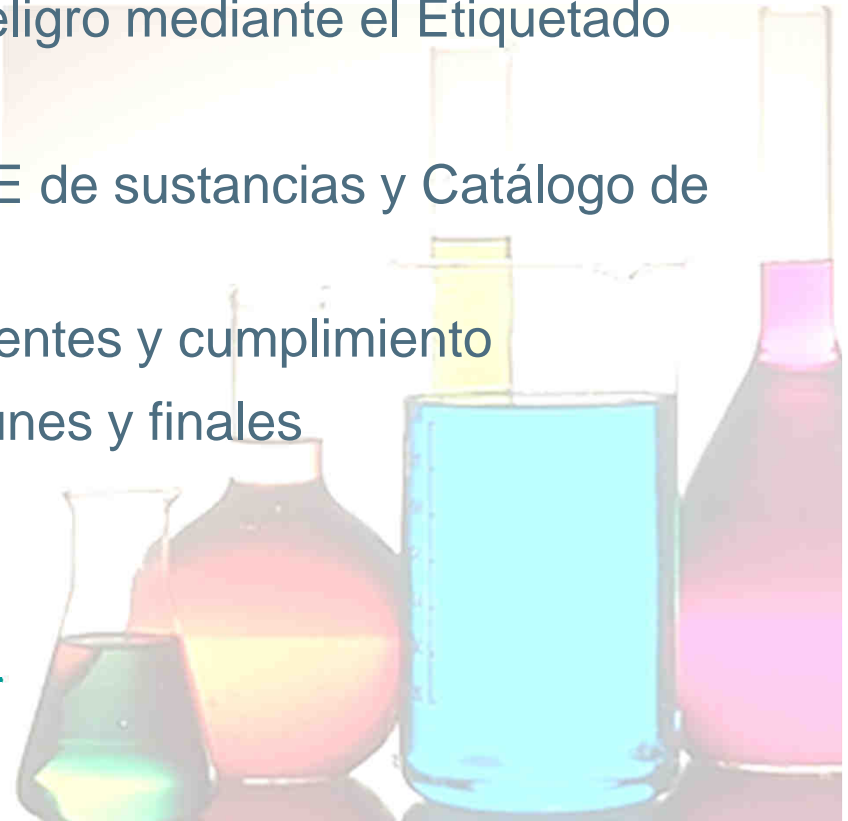 eligro mediante el Etiquetado
E de sustancias y Catálogo de
entes y cumplimiento
unes y finales